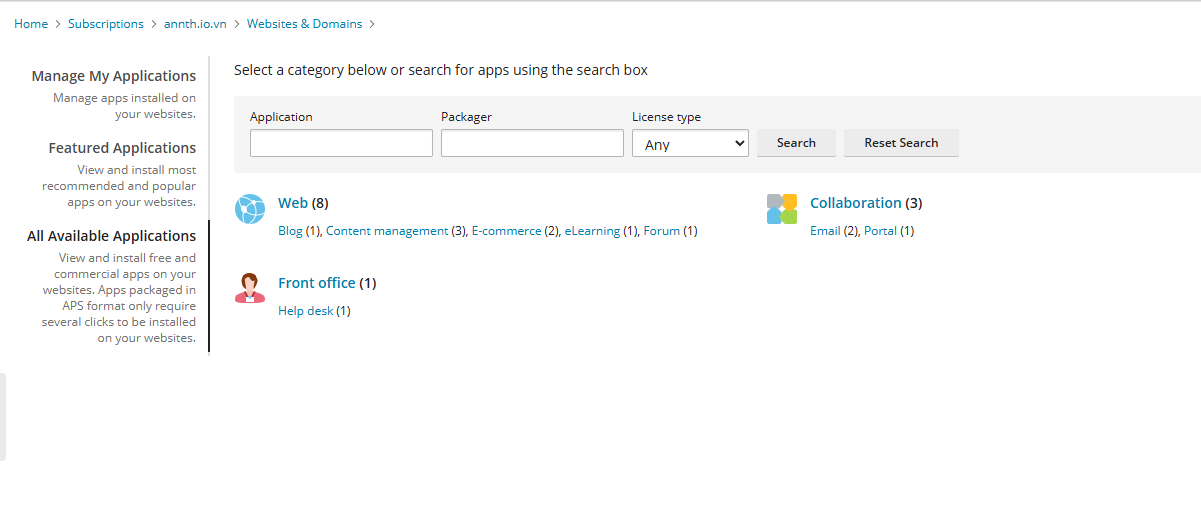 Home > Subscriptions > annth.io.vn > Websites & Domains >
Manage My Applications
Manage apps installed on
your websites.
Featured Applications
View and install most
recommended and popular
apps on your websites.
All Available Applications
View and install free and
commercial apps on your
websites. Apps packaged in
APS format only require
several clicks to be installed
on your websites.
Select a category below or search for apps using the search box
Application
Packager
License type
Any
Search
Reset Search
Web (8)
Blog (1), Content management (3), E-commerce (2), eLearning (1), Forum (1)
Collaboration (3)
Email (2), Portal (1)
Front office (1)
Help desk (1)